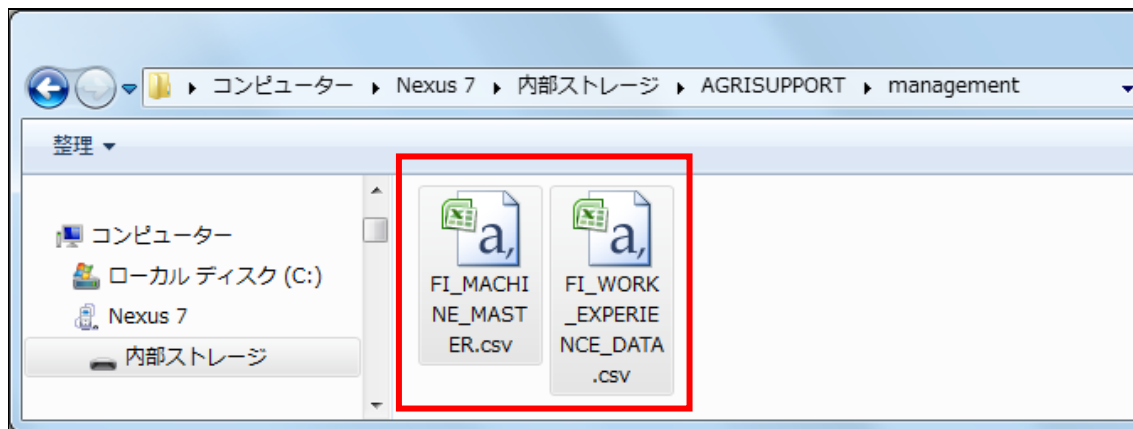 コンピューター ▸ Nexus 7 ▸ 内部ストレージ ▸ AGRISUPPORT ▸ management
整理
コンピューター
ローカル ディスク (C:)
Nexus 7
内部ストレージ
a,
FI_MACHI
NE_MAST
ER.csv
a,
FI_WORK
_EXPERIE
NCE_DATA
.csv